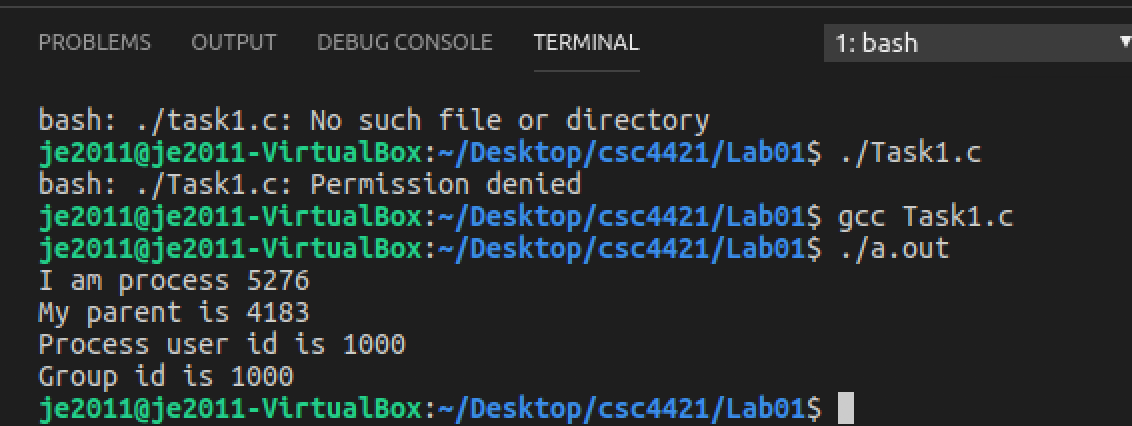 PROBLEMS OUTPUT DEBUG CONSOLE TERMINAL 1: bash
bash: ./task1.c: No such file or directory
je2011@je2011-VirtualBox:~/Desktop/csc4421/Lab01$ ./Task1.c
bash: ./Task1.c: Permission denied
je2011@je2011-VirtualBox:~/Desktop/csc4421/Lab01$ gcc Task1.c
je2011@je2011-VirtualBox:~/Desktop/csc4421/Lab01$ ./a.out
I am process 5276
My parent is 4183
Process user id is 1000
Group id is 1000
je2011@je2011-VirtualBox:~/Desktop/csc4421/Lab01$